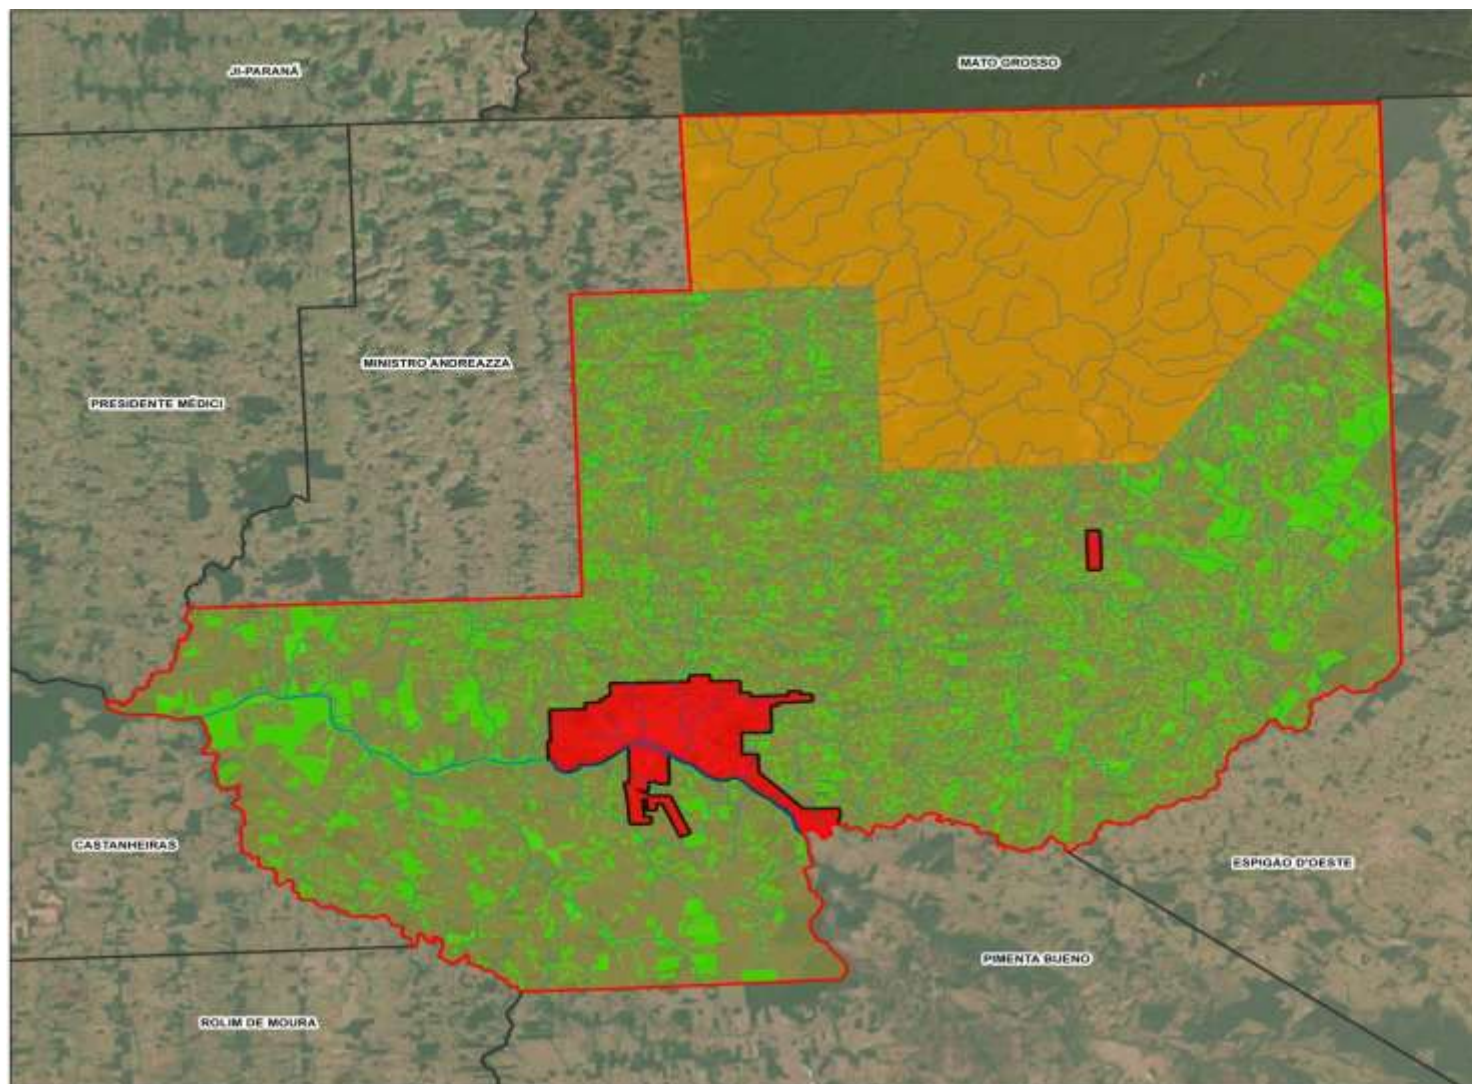 JI-PARANÁ
MATO GROSSO
MINISTRO ANDREAZZA
PRESIDENTE MÉDICI
CASTANHEIRAS
ESPIGÃO D'OESTE
PIMENTA BUENO
ROLIM DE MOURA